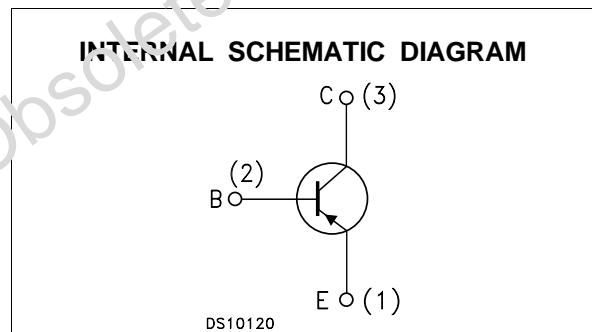 INTERNAL SCHEMATIC DIAGRAM
Obsolete
C (3)
(2)
B
E (1)
DS10120